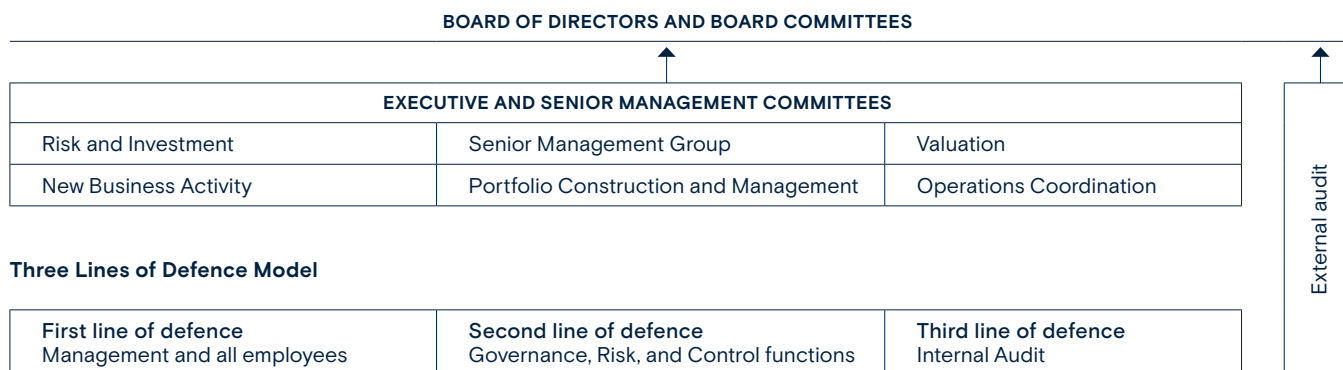 BOARD OF DIRECTORS AND BOARD COMMITTEES
EXECUTIVE AND SENIOR MANAGEMENT COMMITTEES
Risk and Investment
Senior Management Group
Valuation
New Business Activity
Portfolio Construction and Management
Operations Coordination
External audit
Three Lines of Defence Model
First line of defence
Management and all employees
Second line of defence
Governance, Risk, and Control functions
Third line of defence
Internal Audit